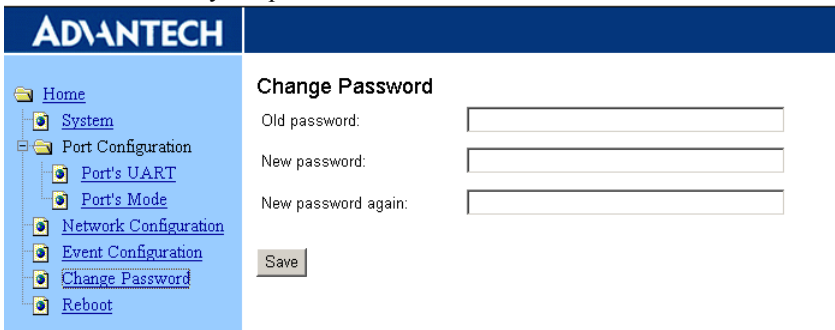 ADVANTECH
Home
System
Port Configuration
Port's UART
Port's Mode
Network Configuration
Event Configuration
Change Password
Reboot
Change Password
Old password:
New password:
New password again:
Save